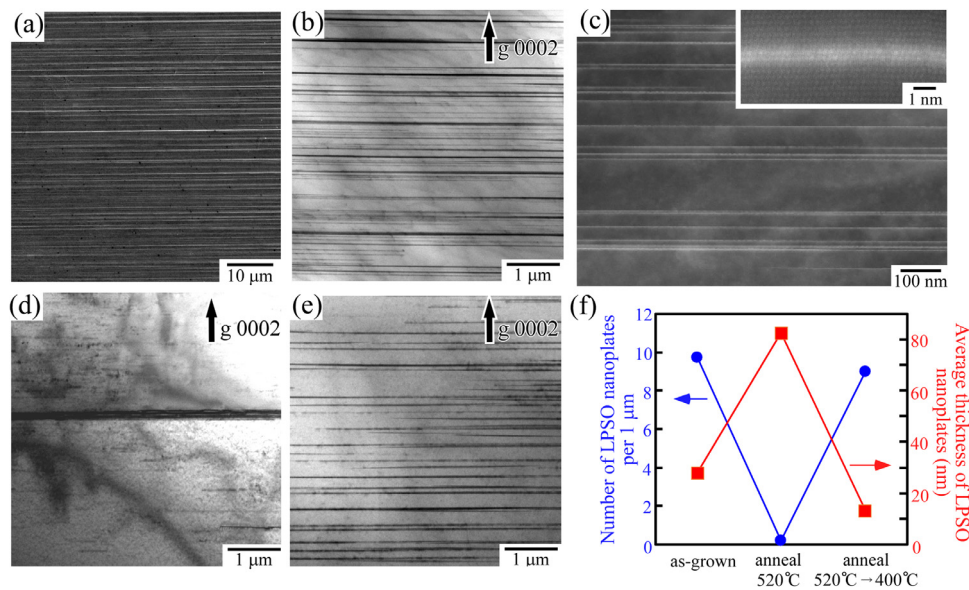 (a)
10 μm
(b)
g 0002
1 μm
(c)
1 nm
100 nm
(d)
g 0002
1 μm
(e)
g 0002
1 μm
(f)
Number of LPSO nanoplates
per 1 μm
12
10
8
6
4
2
0
80
60
40
20
0
Average thickness of LPSO
nanoplates (nm)
as-grown
anneal
520℃
anneal
520℃→400℃